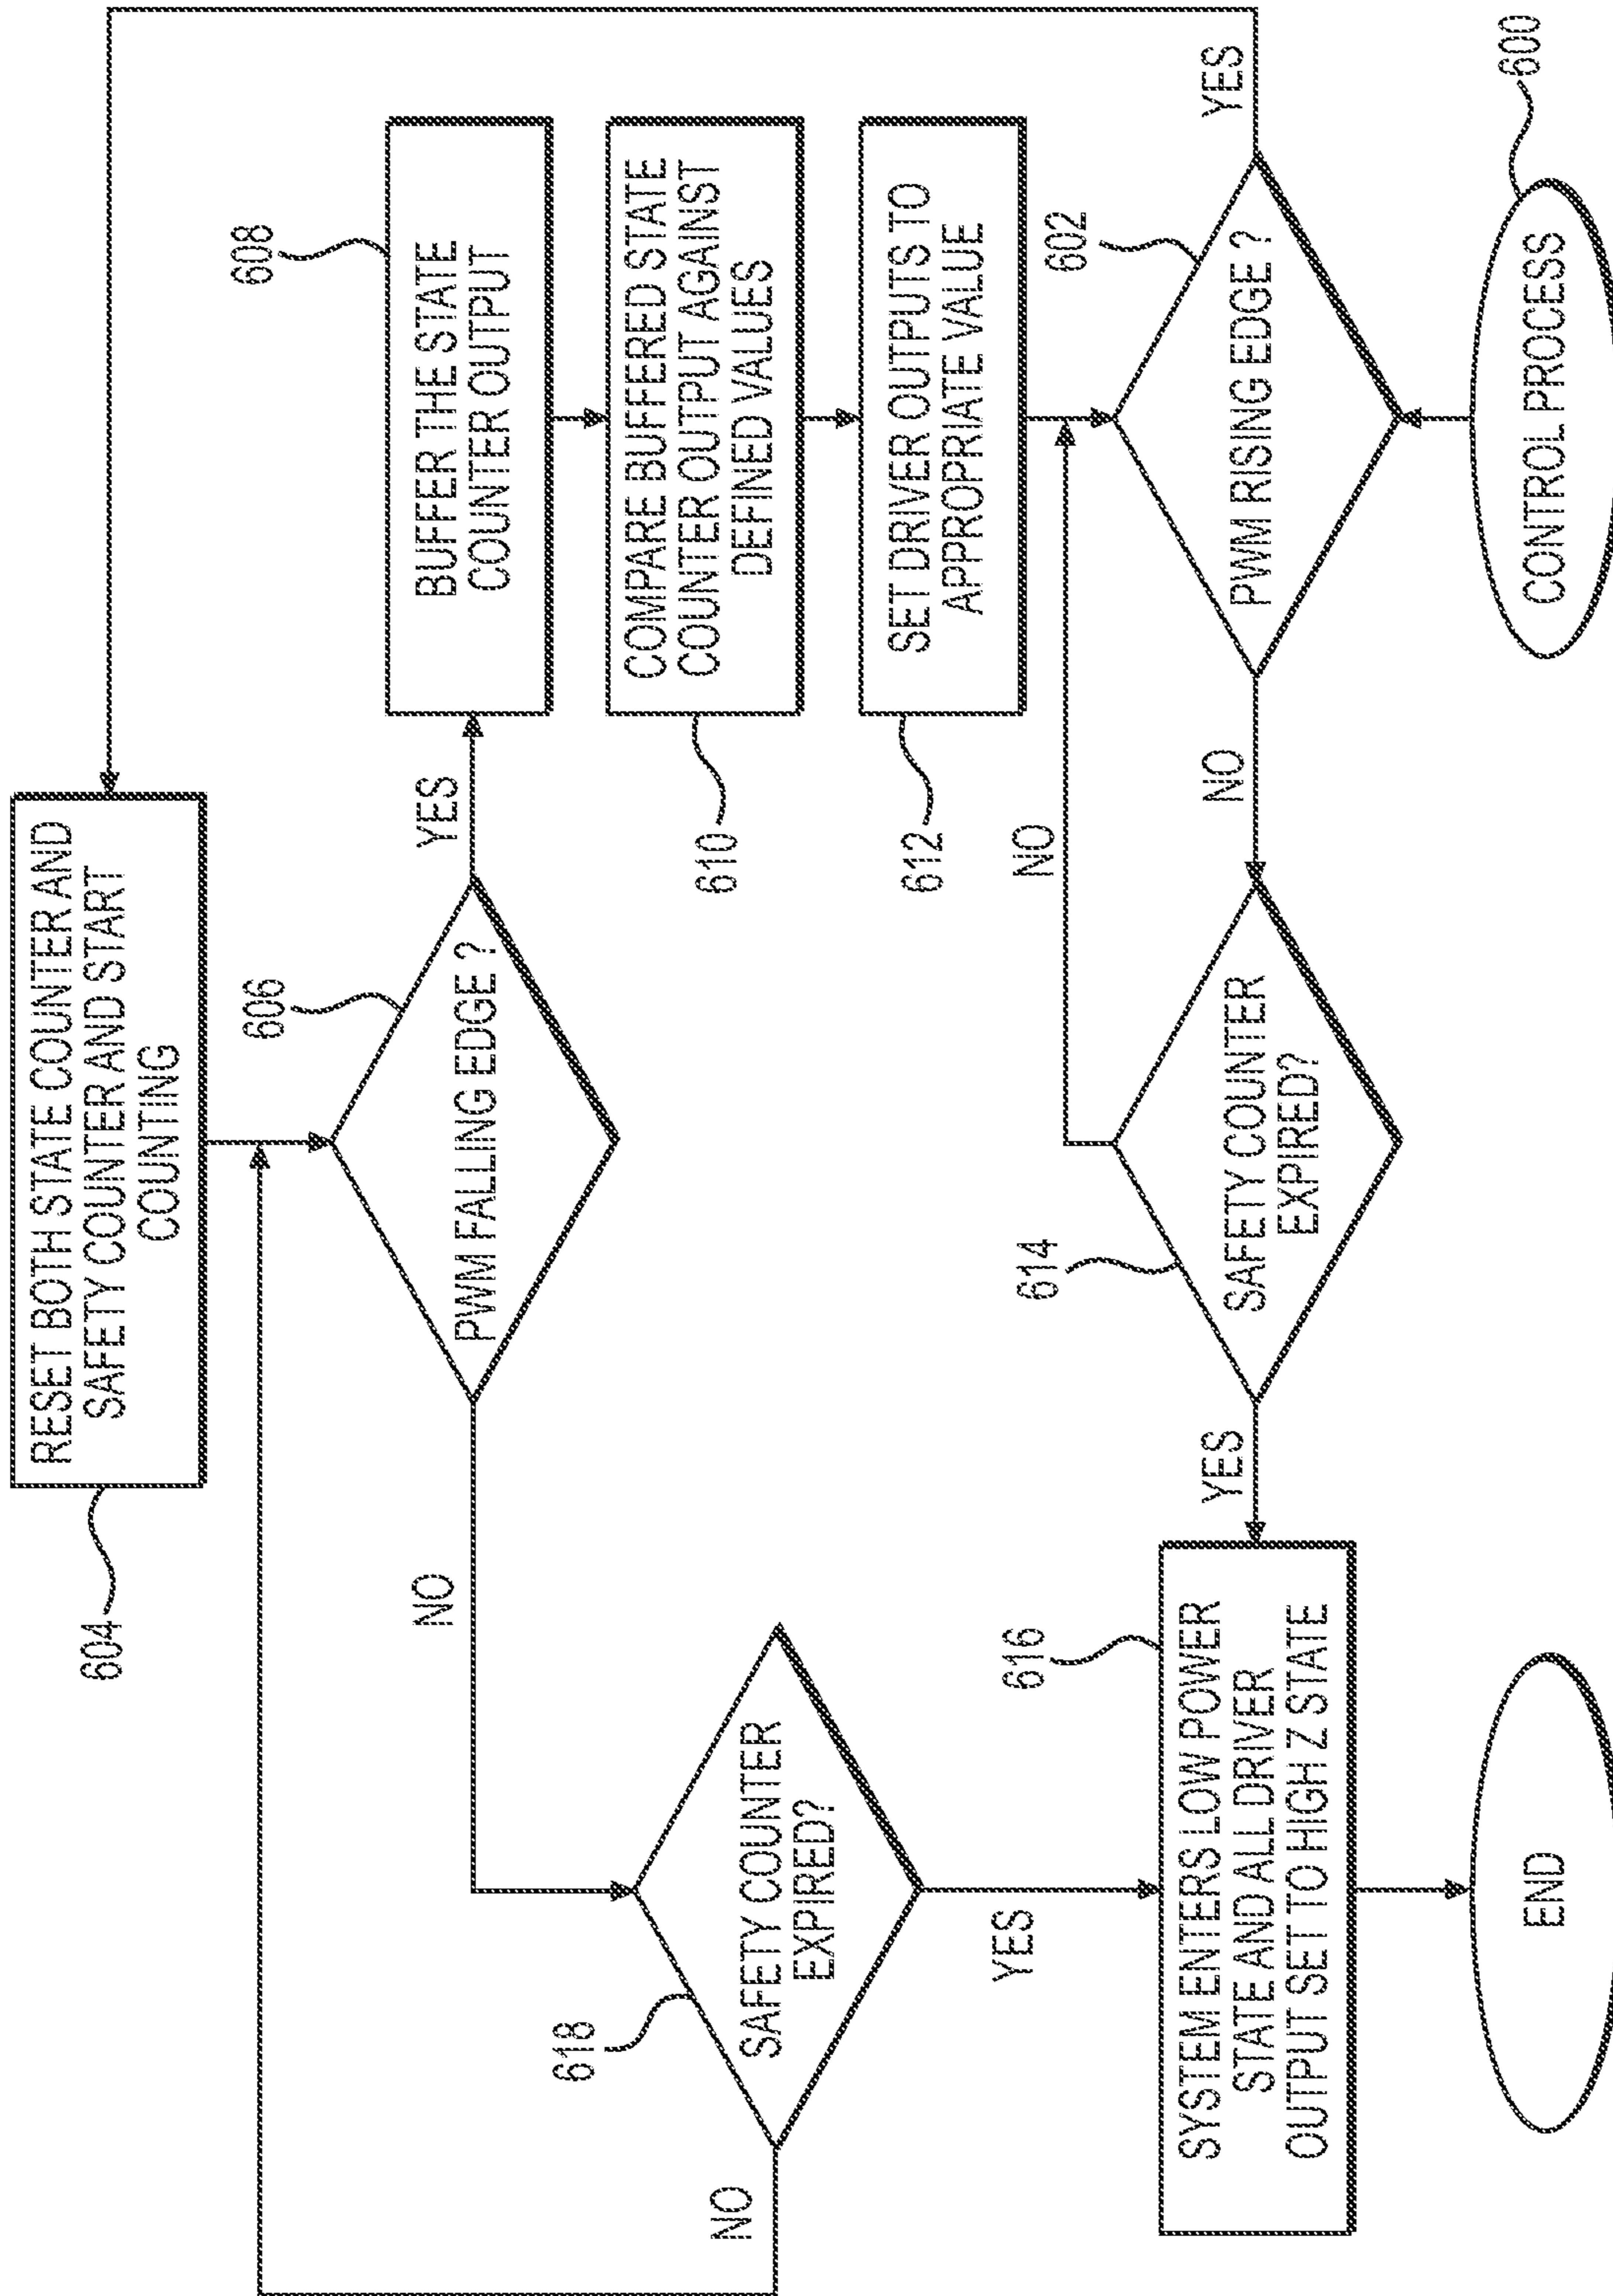 600
CONTROL PROCESS
602
PWM RISING EDGE ?
YES
NO
604
RESET BOTH STATE COUNTER AND
SAFETY COUNTER AND START
COUNTING
606
PWM FALLING EDGE ?
YES
NO
608
BUFFER THE STATE
COUNTER OUTPUT
610
COMPARE BUFFERED STATE
COUNTER OUTPUT AGAINST
DEFINED VALUES
612
SET DRIVER OUTPUTS TO
APPROPRIATE VALUE
614
SAFETY COUNTER
EXPIRED?
NO
YES
618
SAFETY COUNTER
EXPIRED?
NO
YES
616
SYSTEM ENTERS LOW POWER
STATE AND ALL DRIVER
OUTPUT SET TO HIGH Z STATE
END